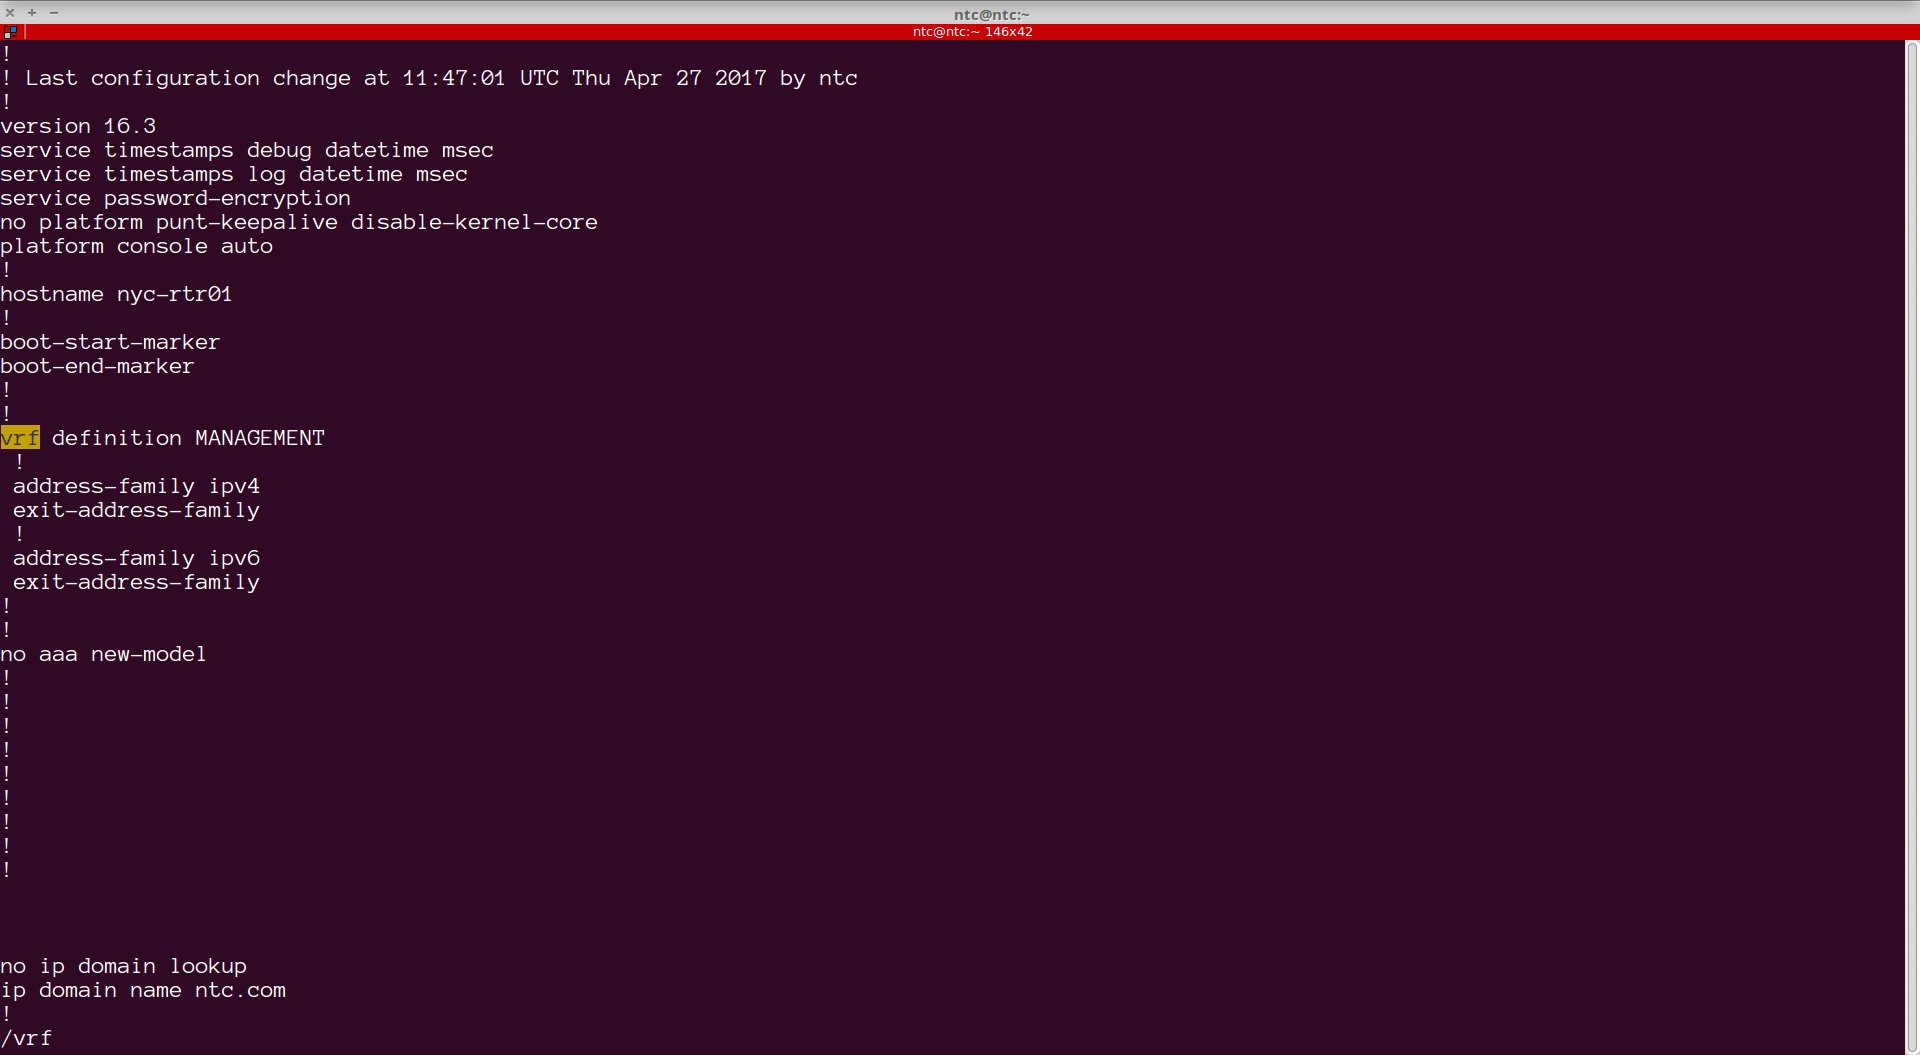 ntc@ntc:~
ntc@ntc:~ 146x42
!
! Last configuration change at 11:47:01 UTC Thu Apr 27 2017 by ntc
!
version 16.3
service timestamps debug datetime msec
service timestamps log datetime msec
service password-encryption
no platform punt-keepalive disable-kernel-core
platform console auto
!
hostname nyc-rtr01
!
boot-start-marker
boot-end-marker
!
!
vrf definition MANAGEMENT
 !
 address-family ipv4
 exit-address-family
 !
 address-family ipv6
 exit-address-family
!
!
no aaa new-model
!
!
!
!
!
!
!
!
!
no ip domain lookup
ip domain name ntc.com
!
/vrf